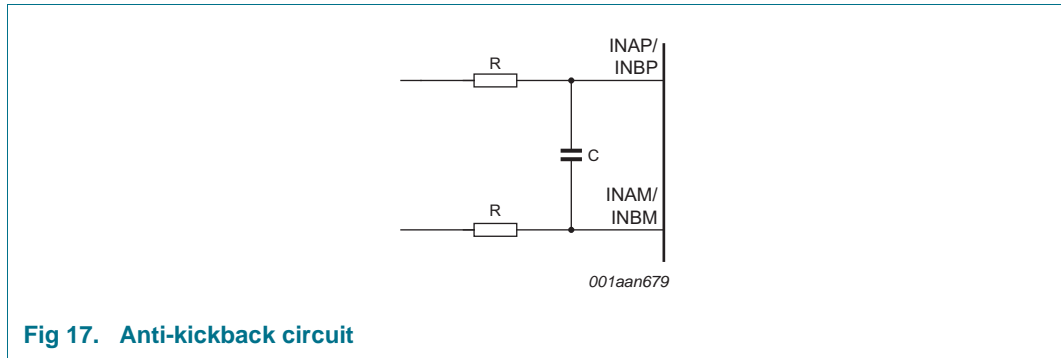 INAP/
INBP
R
C
INAM/
INBM
R
001aan679
Fig 17. Anti-kickback circuit